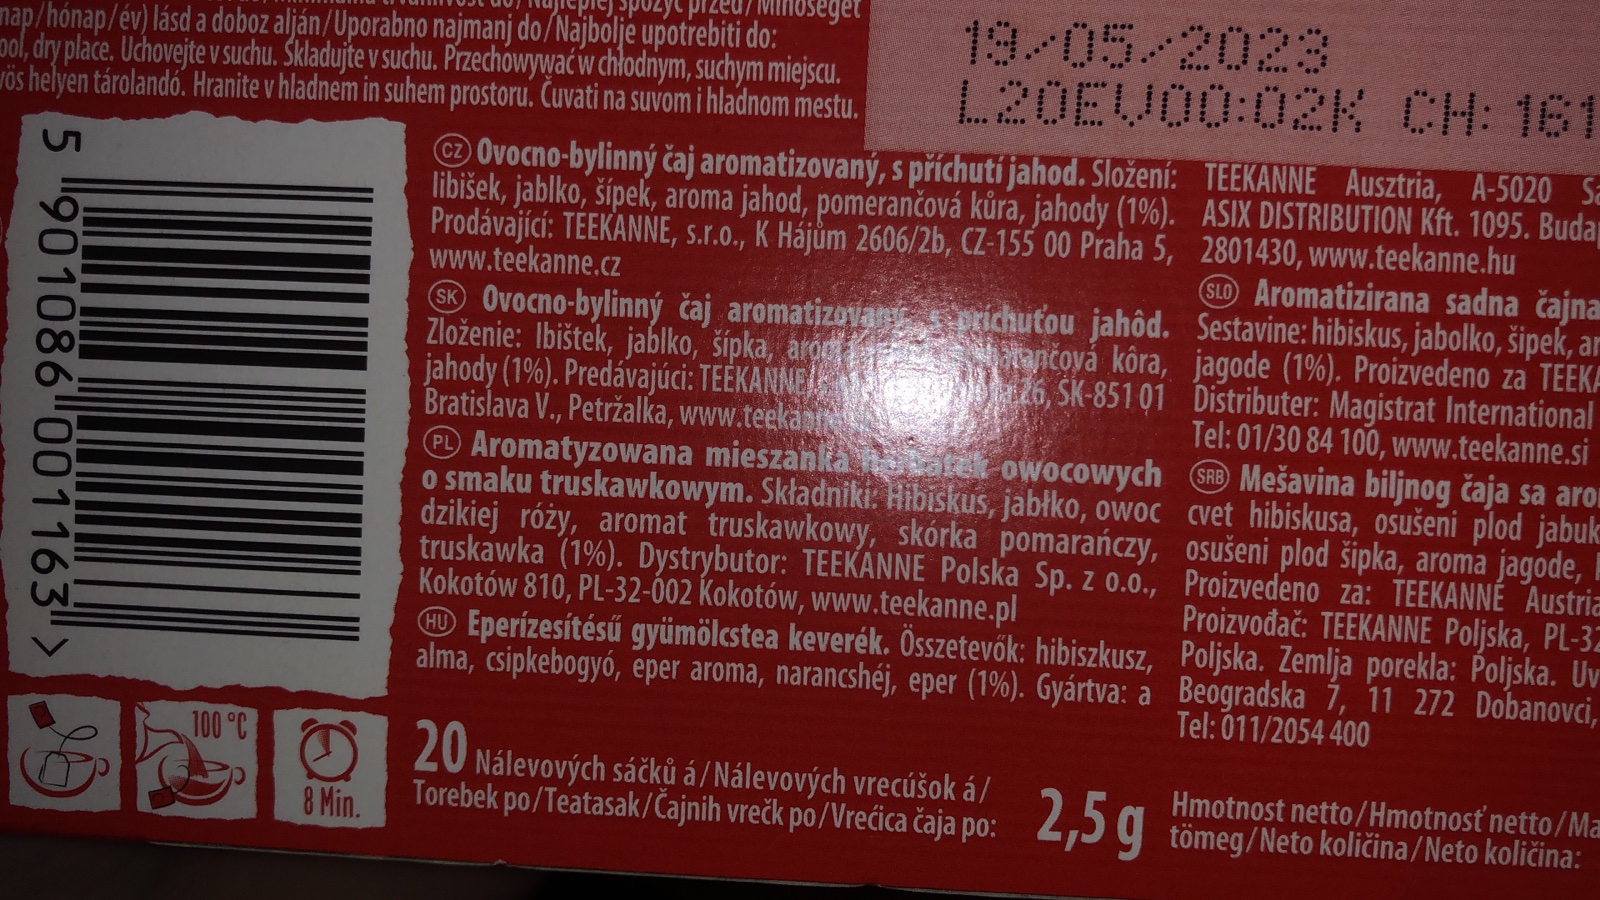 Najlepiej spożyć przed / Minőségét
nap/hónap/év) lásd a doboz alján/Uporabno najmanj do/Najbolje upotrebiti do:
dry place. Uchovejte v suchu. Skladujte v suchu. Przechowywać w chłodnym, suchym miejscu.
helyen tárolandó. Hranite v hladnem in suhem prostoru. Čuvati na suvom i hladnom mestu.
19/05/2023
L20EV00:02K CH: 161
5 901086 001163 >
CZ Ovocno-bylinný čaj aromatizovaný, s příchutí jahod. Složení:
Ibišek, jablko, šípek, aroma jahod, pomerančová kůra, jahody (1%).
Prodávající: TEEKANNE, s.r.o., K Hájům 2606/2b, CZ-155 00 Praha 5,
www.teekanne.cz
SK Ovocno-bylinný čaj aromatizovaný, s príchuťou jahôd.
Zloženie: Ibištek, jablko, šípka, kôra,
jahody (1%). Predávajúci: TEEKANNE SK-851 01
Bratislava V., Petržalka,
PL Aromatyzowana mieszanka herbatek owocowych
o smaku truskawkowym. Składniki: Hibiskus, jabłko, owoc
dzikiej róży, aromat truskawkowy, skórka pomarańczy,
truskawka (1%). Dystrybutor: TEEKANNE Polska Sp. z o.o.,
Kokotów 810, PL-32-002 Kokotów, www.teekanne.pl
HU Eperízesítésű gyümölcstea keverék. Összetevők: hibiszkusz,
alma, csipkebogyó, eper aroma, narancshéj, eper (1%). Gyártva: a
TEEKANNE Ausztria, A-5020
ASIX DISTRIBUTION Kft. 1095.
2801430, www.teekanne.hu
SLO Aromatizirana sadna čajna
Sestavine: hibiskus, jabolko, šipek,
jagode (1%). Proizvedeno za
Distributer: Magistrat International
Tel: 01/30 84 100, www.teekanne.si
SRB Mešavina biljnog čaja sa
cvet hibiskusa, osušeni plod
osušeni plod šipka, aroma jagode,
Proizvedeno za: TEEKANNE Austria
Proizvođač: TEEKANNE Poljska,
Poljska. Zemlja porekla: Poljska.
Beogradska 7, 11 272 Dobanovci,
Tel: 011/2054 400
100 °C
8 Min.
20 Nálevových sáčků á/Nálevových vrecúšok á/
Torebek po/Teatasak/Čajnih vrečk po/Vrećica čaja po:
2,5 g
Hmotnost netto/Hmotnosť netto/
tömeg/Neto količina/Neto količina: